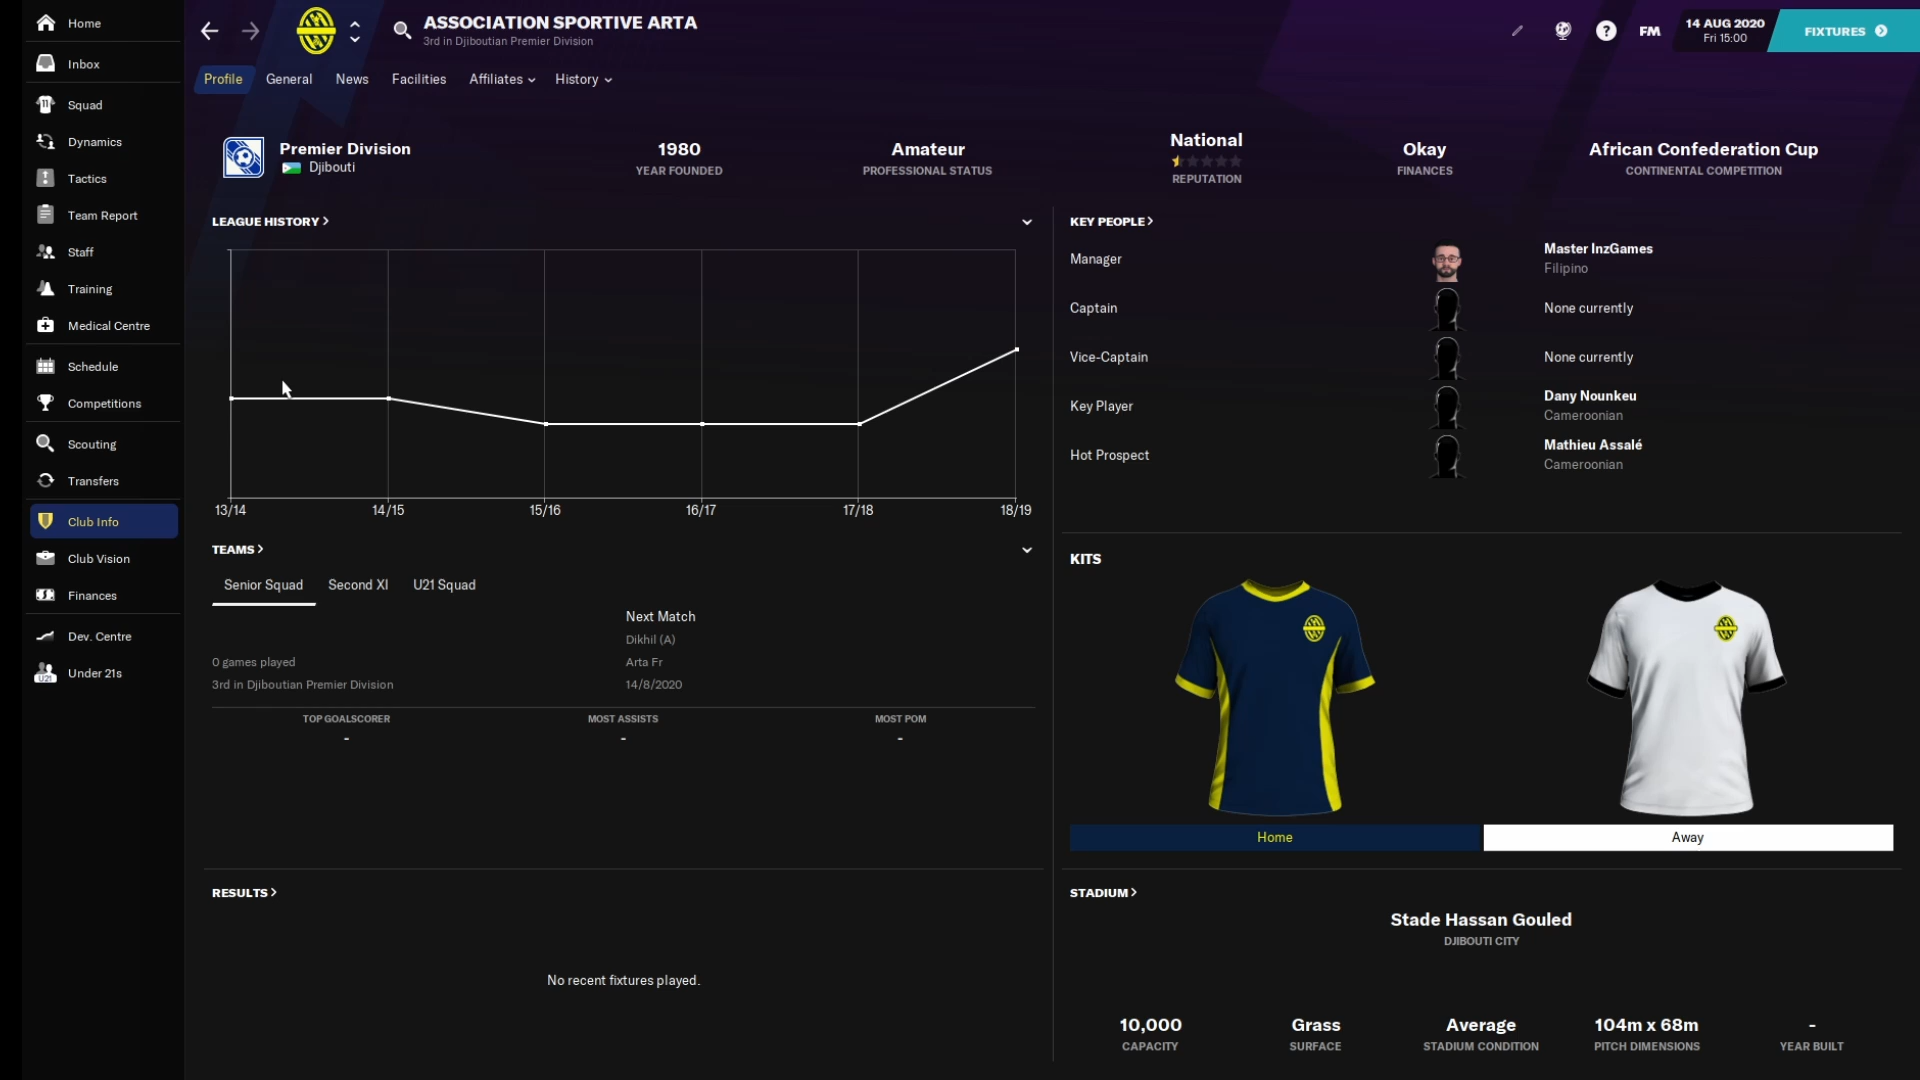 Home
Inbox
Squad
Dynamics
Tactics
Team Report
Staff
Training
Medical Centre
Schedule
Competitions
Scouting
Transfers
Club Info
Club Vision
Finances
Dev. Centre
Under 21s
ASSOCIATION SPORTIVE ARTA
3rd in Djiboutian Premier Division
FM
14 AUG 2020
Fri 15:00
FIXTURES
Profile General News Facilities Affiliates History
Premier Division
Djibouti
1980
YEAR FOUNDED
Amateur
PROFESSIONAL STATUS
National
REPUTATION
Okay
FINANCES
African Confederation Cup
CONTINENTAL COMPETITION
LEAGUE HISTORY >
13/14 14/15 15/16 16/17 17/18 18/19
TEAMS >
Senior Squad Second XI U21 Squad
Next Match
Dikhil (A)
0 games played Arta Fr
3rd in Djiboutian Premier Division 14/8/2020
TOP GOALSCORER MOST ASSISTS MOST POM
- - -
RESULTS >
No recent fixtures played.
KEY PEOPLE >
Manager Master InzGames
Filipino
Captain None currently
Vice-Captain None currently
Key Player Dany Nounkeu
Cameroonian
Hot Prospect Mathieu Assalé
Cameroonian
KITS
Home Away
STADIUM >
Stade Hassan Gouled
DJIBOUTI CITY
10,000 Grass Average 104m x 68m -
CAPACITY SURFACE STADIUM CONDITION PITCH DIMENSIONS YEAR BUILT